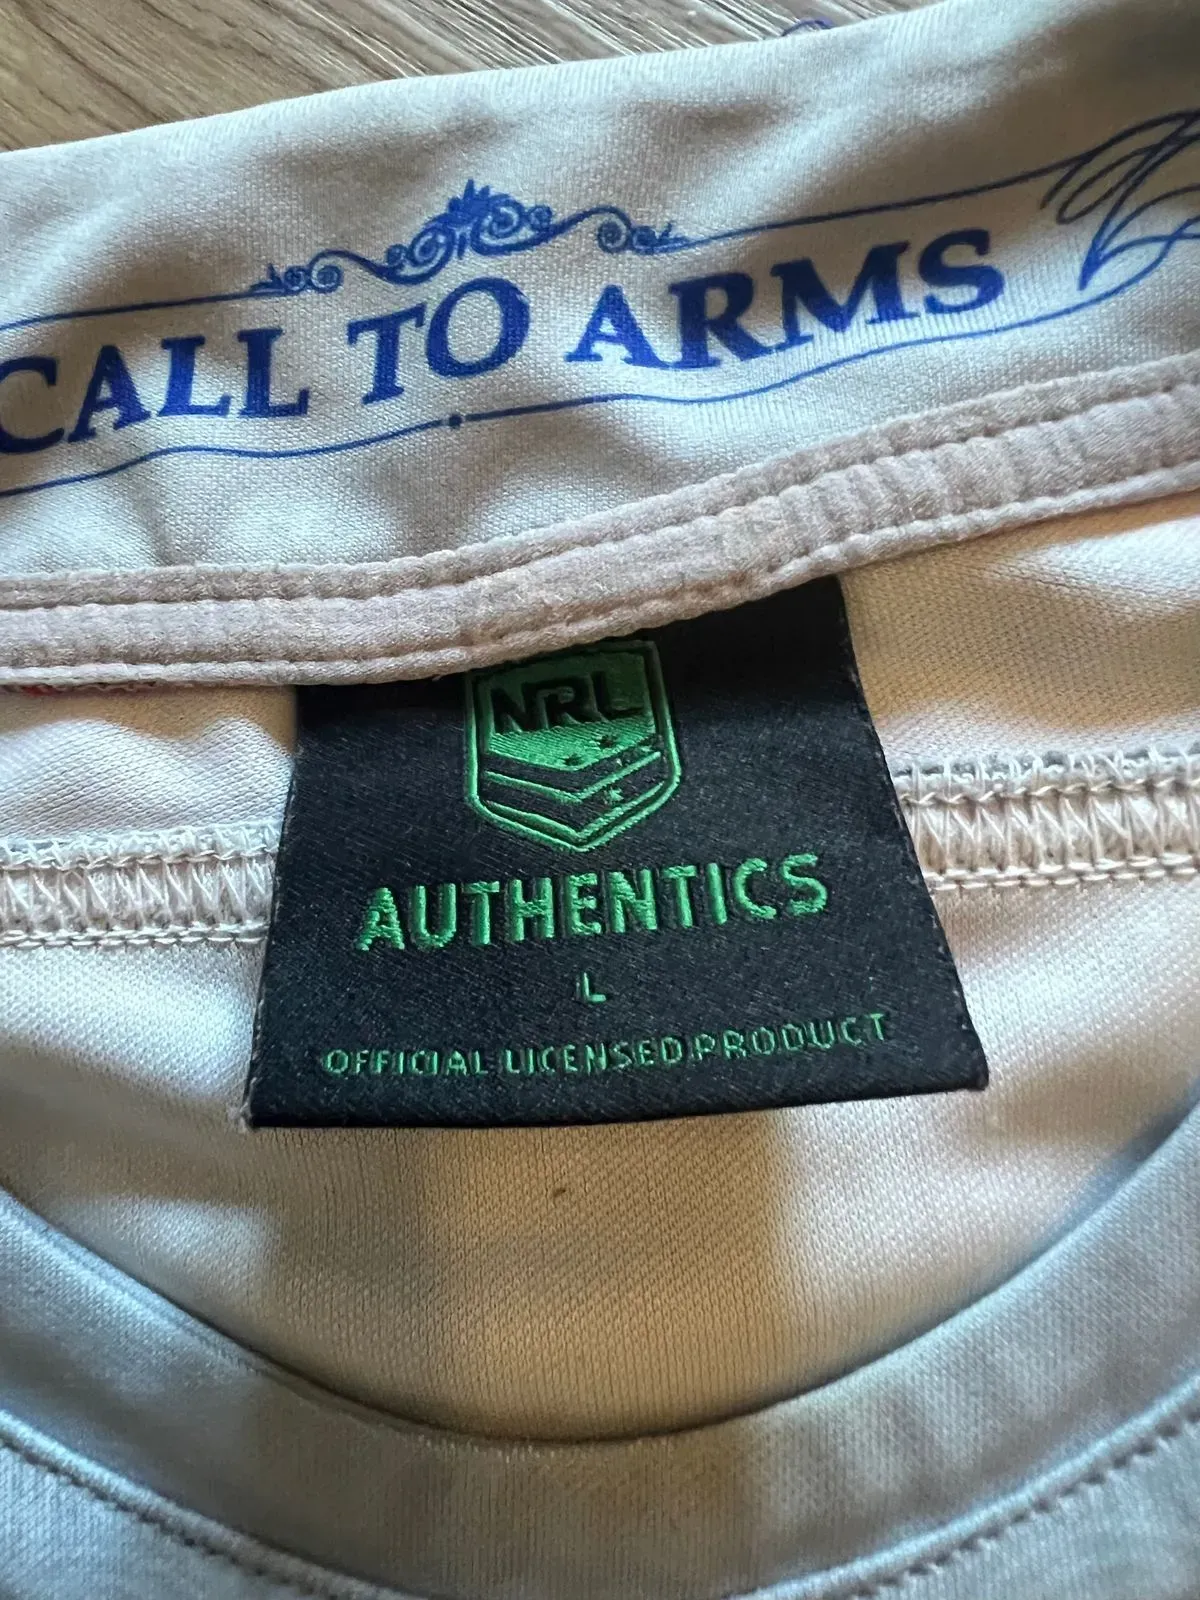 CALL TO ARMS
NRL
AUTHENTICS
L
OFFICIAL LICENSED PRODUCT